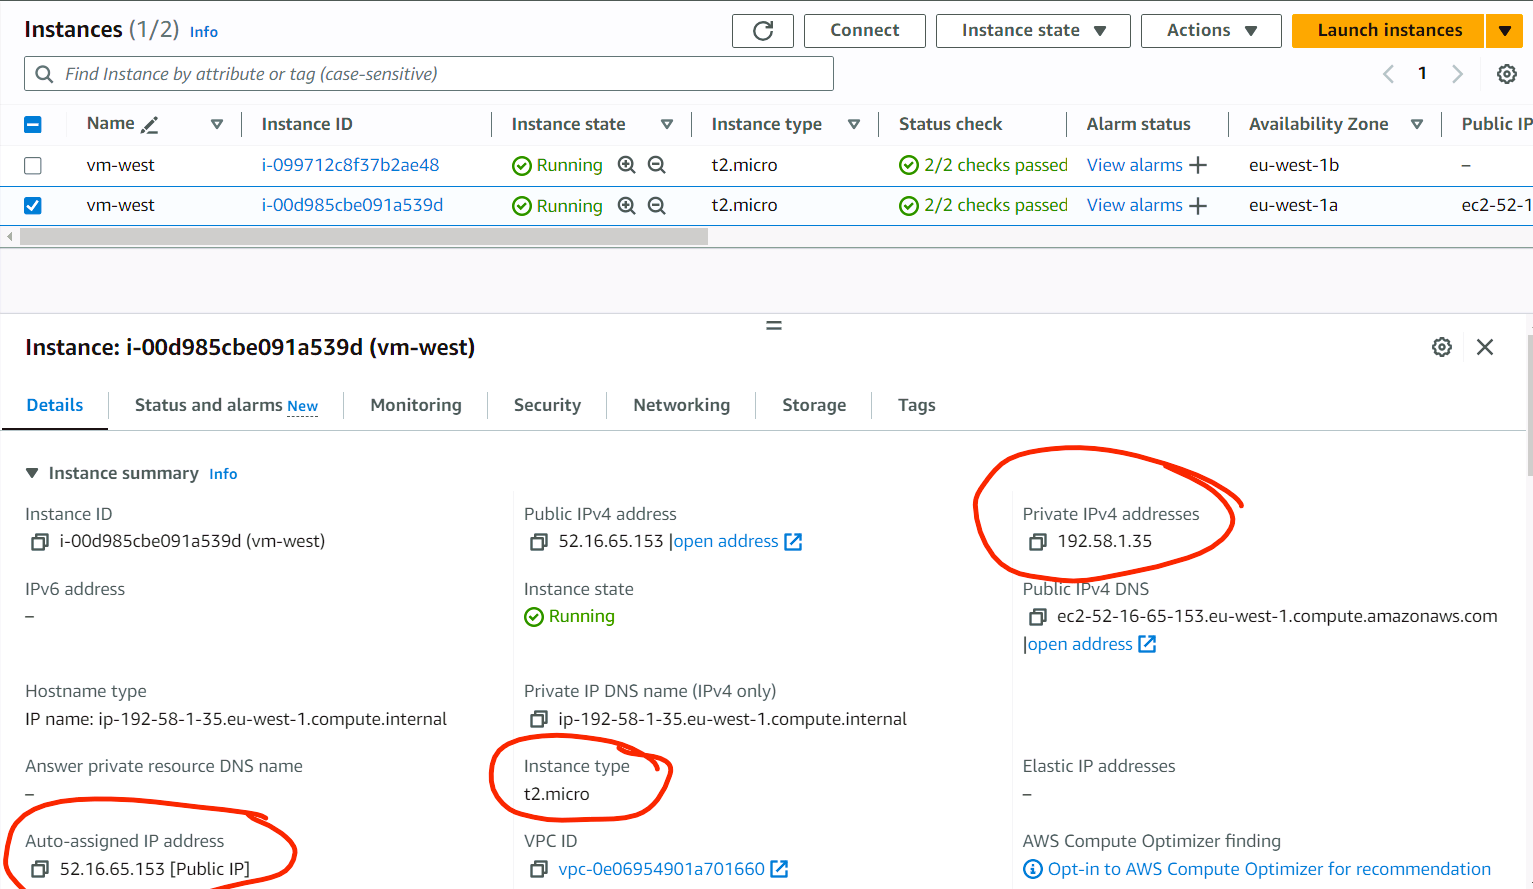 Instances (1/2) Info
Connect Instance state Actions Launch instances
Find Instance by attribute or tag (case-sensitive)
1
Name Instance ID Instance state Instance type Status check Alarm status Availability Zone Public IP
vm-west i-099712c8f37b2ae48 Running t2.micro 2/2 checks passed View alarms + eu-west-1b –
vm-west i-00d985cbe091a539d Running t2.micro 2/2 checks passed View alarms + eu-west-1a ec2-52-1
Instance: i-00d985cbe091a539d (vm-west)
Details Status and alarms New Monitoring Security Networking Storage Tags
Instance summary Info
Instance ID
i-00d985cbe091a539d (vm-west)
Public IPv4 address
52.16.65.153 |open address
Private IPv4 addresses
192.58.1.35
IPv6 address
–
Instance state
Running
Public IPv4 DNS
ec2-52-16-65-153.eu-west-1.compute.amazonaws.com
|open address
Hostname type
IP name: ip-192-58-1-35.eu-west-1.compute.internal
Private IP DNS name (IPv4 only)
ip-192-58-1-35.eu-west-1.compute.internal
Answer private resource DNS name
–
Instance type
t2.micro
Elastic IP addresses
–
Auto-assigned IP address
52.16.65.153 [Public IP]
VPC ID
vpc-0e06954901a701660
AWS Compute Optimizer finding
Opt-in to AWS Compute Optimizer for recommendation